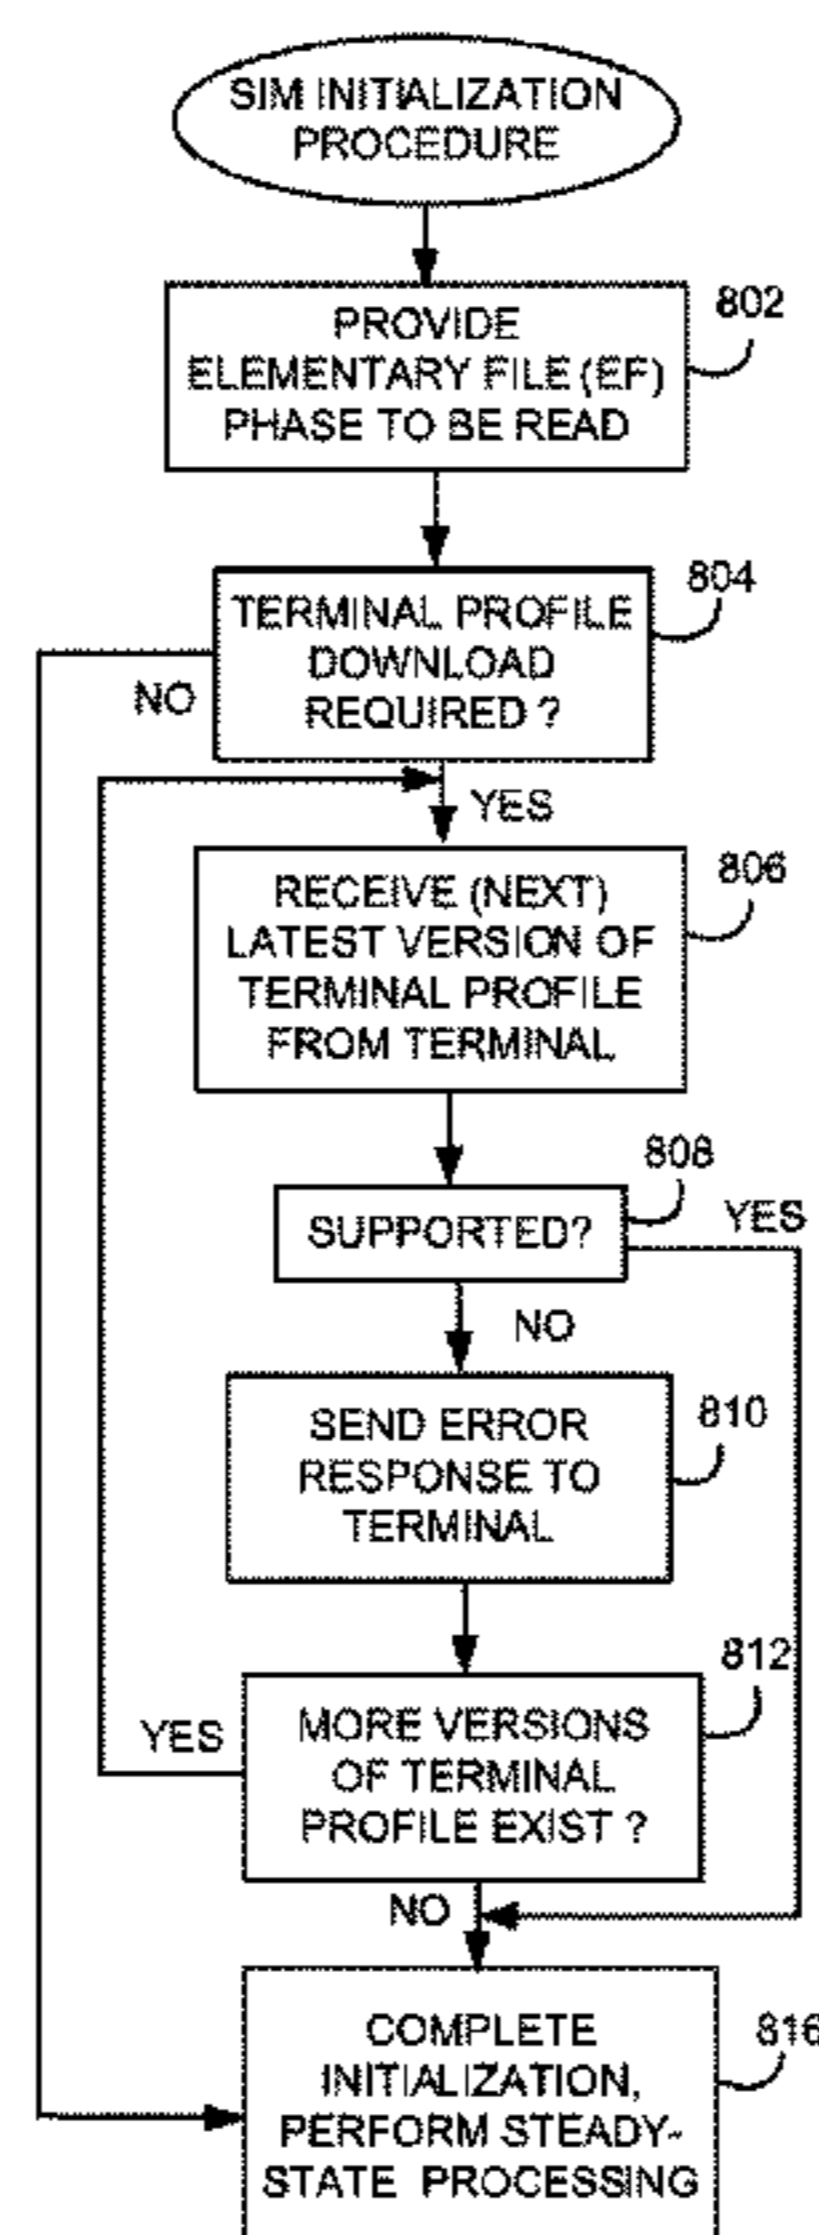 SIM INITIALIZATION
PROCEDURE
802
PROVIDE
ELEMENTARY FILE (EF)
PHASE TO BE READ
804
TERMINAL PROFILE
DOWNLOAD
REQUIRED ?
NO
YES
806
RECEIVE (NEXT)
LATEST VERSION OF
TERMINAL PROFILE
FROM TERMINAL
808
SUPPORTED?
YES
NO
810
SEND ERROR
RESPONSE TO
TERMINAL
812
MORE VERSIONS
OF TERMINAL
PROFILE EXIST ?
YES
NO
816
COMPLETE
INITIALIZATION,
PERFORM STEADY-
STATE PROCESSING